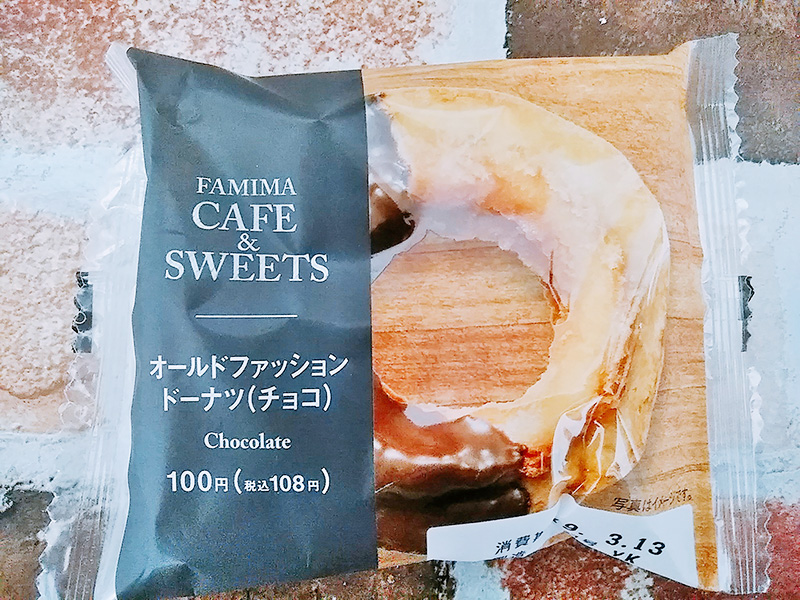 FAMIMA
CAFE
&
SWEETS
オールドファッション
ドーナツ(チョコ)
Chocolate
100円(税込108円)
写真はイメージです。
消費
9. 3.13
YK